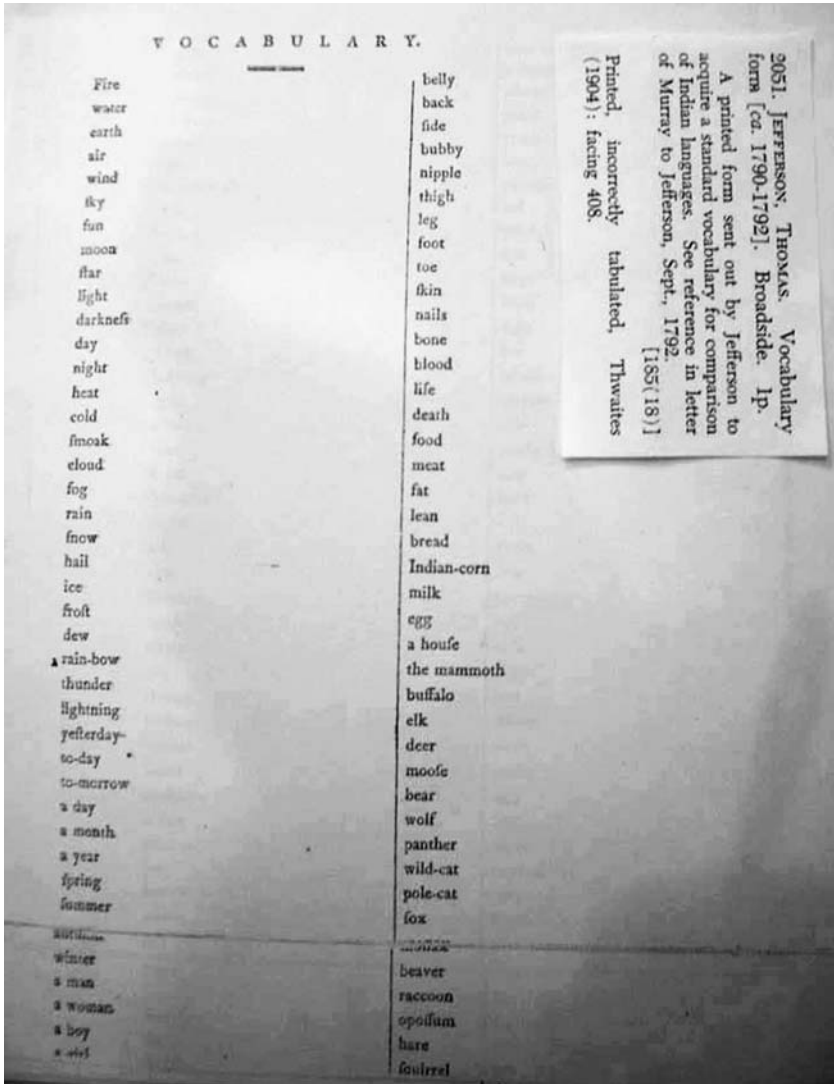 VOCABULARY.
Fire
water
earth
air
wind
ſky
ſun
moon
ſtar
light
darkneſs
day
night
heat
cold
ſmoak
cloud
fog
rain
ſnow
hail
ice
froſt
dew
rain-bow
thunder
lightning
yeſterday
to-day
to-morrow
a day
a month
a year
ſpring
ſummer
autumn
winter
a man
a woman
a boy
a girl
belly
back
ſide
bubby
nipple
thigh
leg
foot
toe
ſkin
nails
bone
blood
life
death
food
meat
fat
lean
bread
Indian-corn
milk
egg
a houſe
the mammoth
buffalo
elk
deer
mooſe
bear
wolf
panther
wild-cat
pole-cat
fox
beaver
raccoon
opoſſum
hare
ſquirrel
2051. JEFFERSON, THOMAS. Vocabulary
form [ca. 1790-1792]. Broadside. 1p.
A printed form sent out by Jefferson to
acquire a standard vocabulary for comparison
of Indian languages. See reference in letter
of Murray to Jefferson, Sept., 1792.
[185(18)]
Printed, incorrectly tabulated, Thwaites
(1904): facing 408.